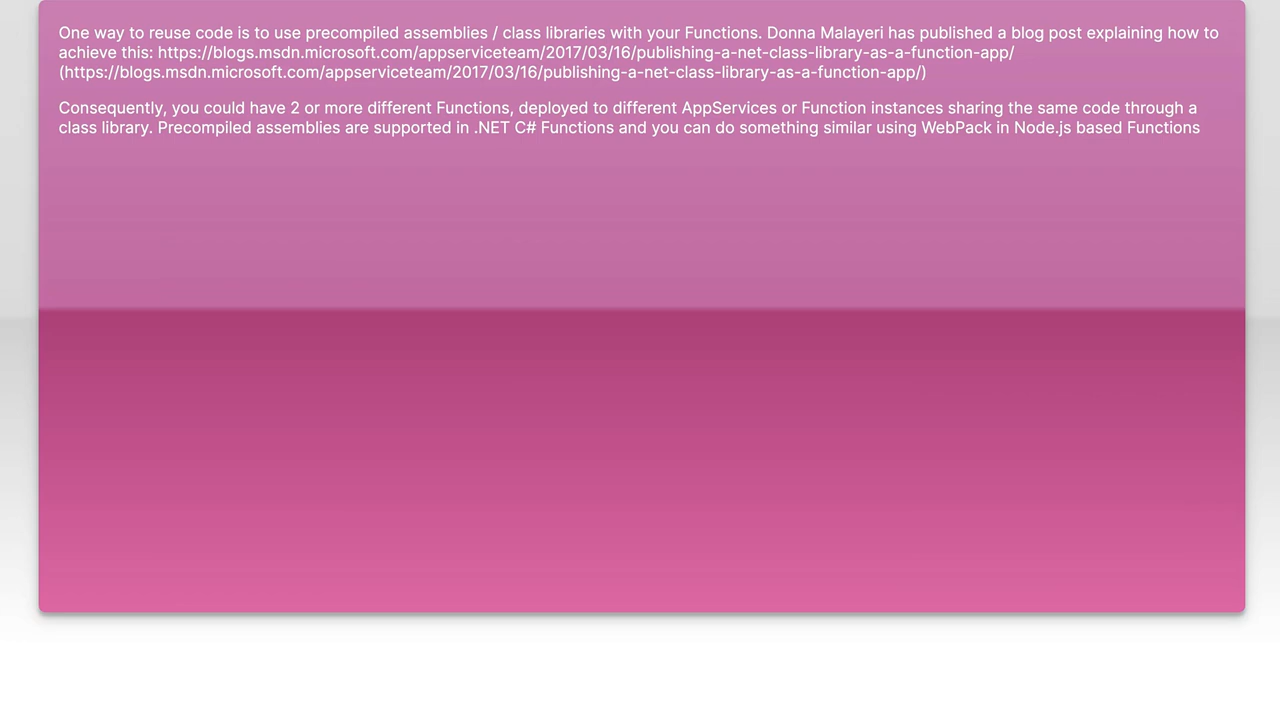 One way to reuse code is to use precompiled assemblies / class libraries with your Functions. Donna Malayeri has published a blog post explaining how to
achieve this: https://blogs.msdn.microsoft.com/appserviceteam/2017/03/16/publishing-a-net-class-library-as-a-function-app/
(https://blogs.msdn.microsoft.com/appserviceteam/2017/03/16/publishing-a-net-class-library-as-a-function-app/)
Consequently, you could have 2 or more different Functions, deployed to different AppServices or Function instances sharing the same code through a
class library. Precompiled assemblies are supported in .NET C# Functions and you can do something similar using WebPack in Node.js based Functions